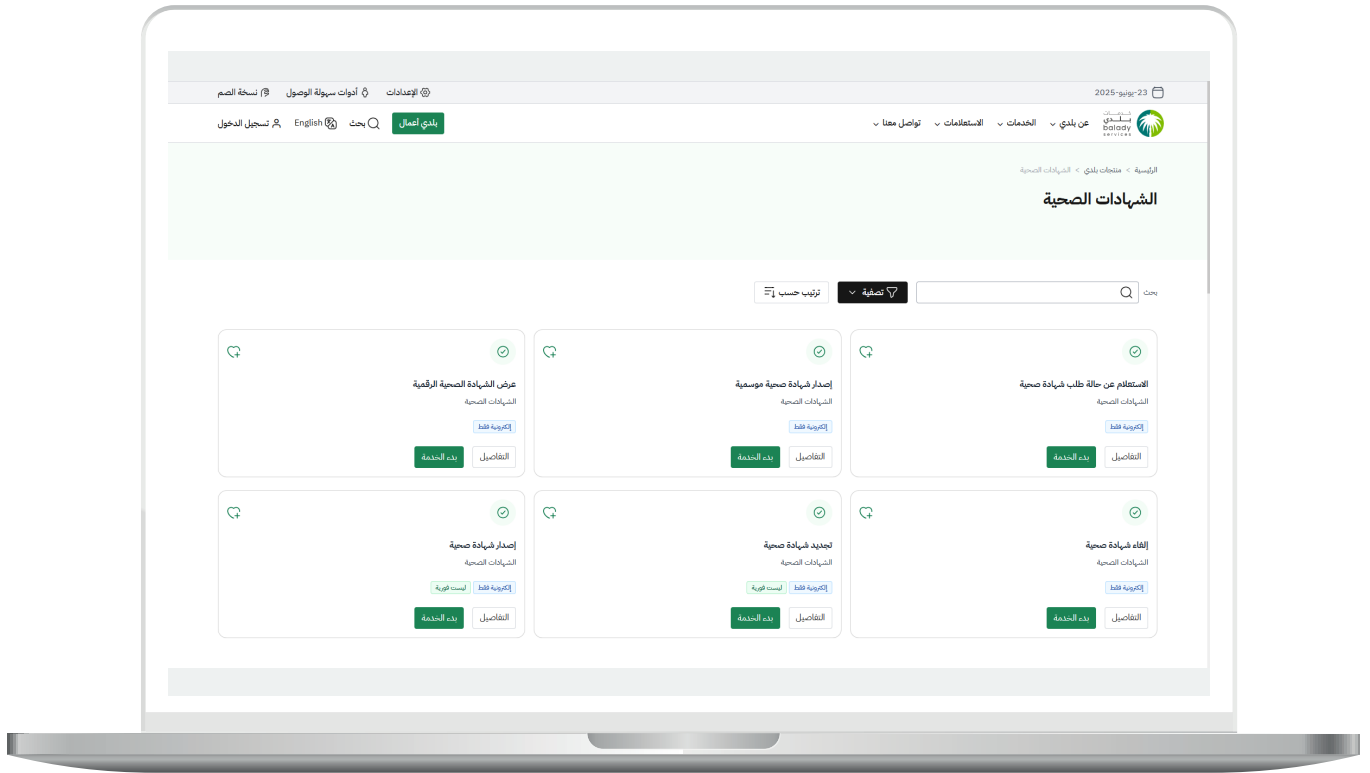 23-يونيو-2025
الإعدادات
أدوات سهولة الوصول
نسخة الصم
خدمات
بلدي
balady
services
عن بلدي
الخدمات
الاستعلامات
تواصل معنا
بلدي أعمال
بحث
English
تسجيل الدخول
الرئيسية > منتجات بلدي > الشهادات الصحية
الشهادات الصحية
بحث
تصفية
ترتيب حسب
الاستعلام عن حالة طلب شهادة صحية
الشهادات الصحية
إلكترونية فقط
التفاصيل
بدء الخدمة
إصدار شهادة صحية موسمية
الشهادات الصحية
إلكترونية فقط
التفاصيل
بدء الخدمة
عرض الشهادة الصحية الرقمية
الشهادات الصحية
إلكترونية فقط
التفاصيل
بدء الخدمة
إلغاء شهادة صحية
الشهادات الصحية
إلكترونية فقط
التفاصيل
بدء الخدمة
تجديد شهادة صحية
الشهادات الصحية
إلكترونية فقط
ليست فورية
التفاصيل
بدء الخدمة
إصدار شهادة صحية
الشهادات الصحية
إلكترونية فقط
ليست فورية
التفاصيل
بدء الخدمة